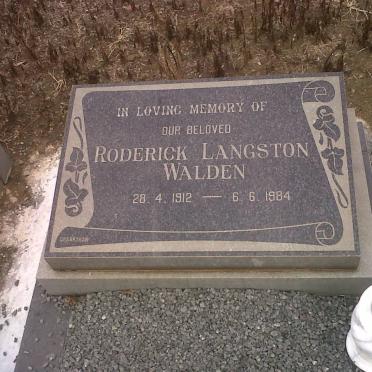 IN LOVING MEMORY OF
OUR BELOVED
RODERICK LANGSTON
WALDEN
28. 4. 1912 — 6. 6. 1984